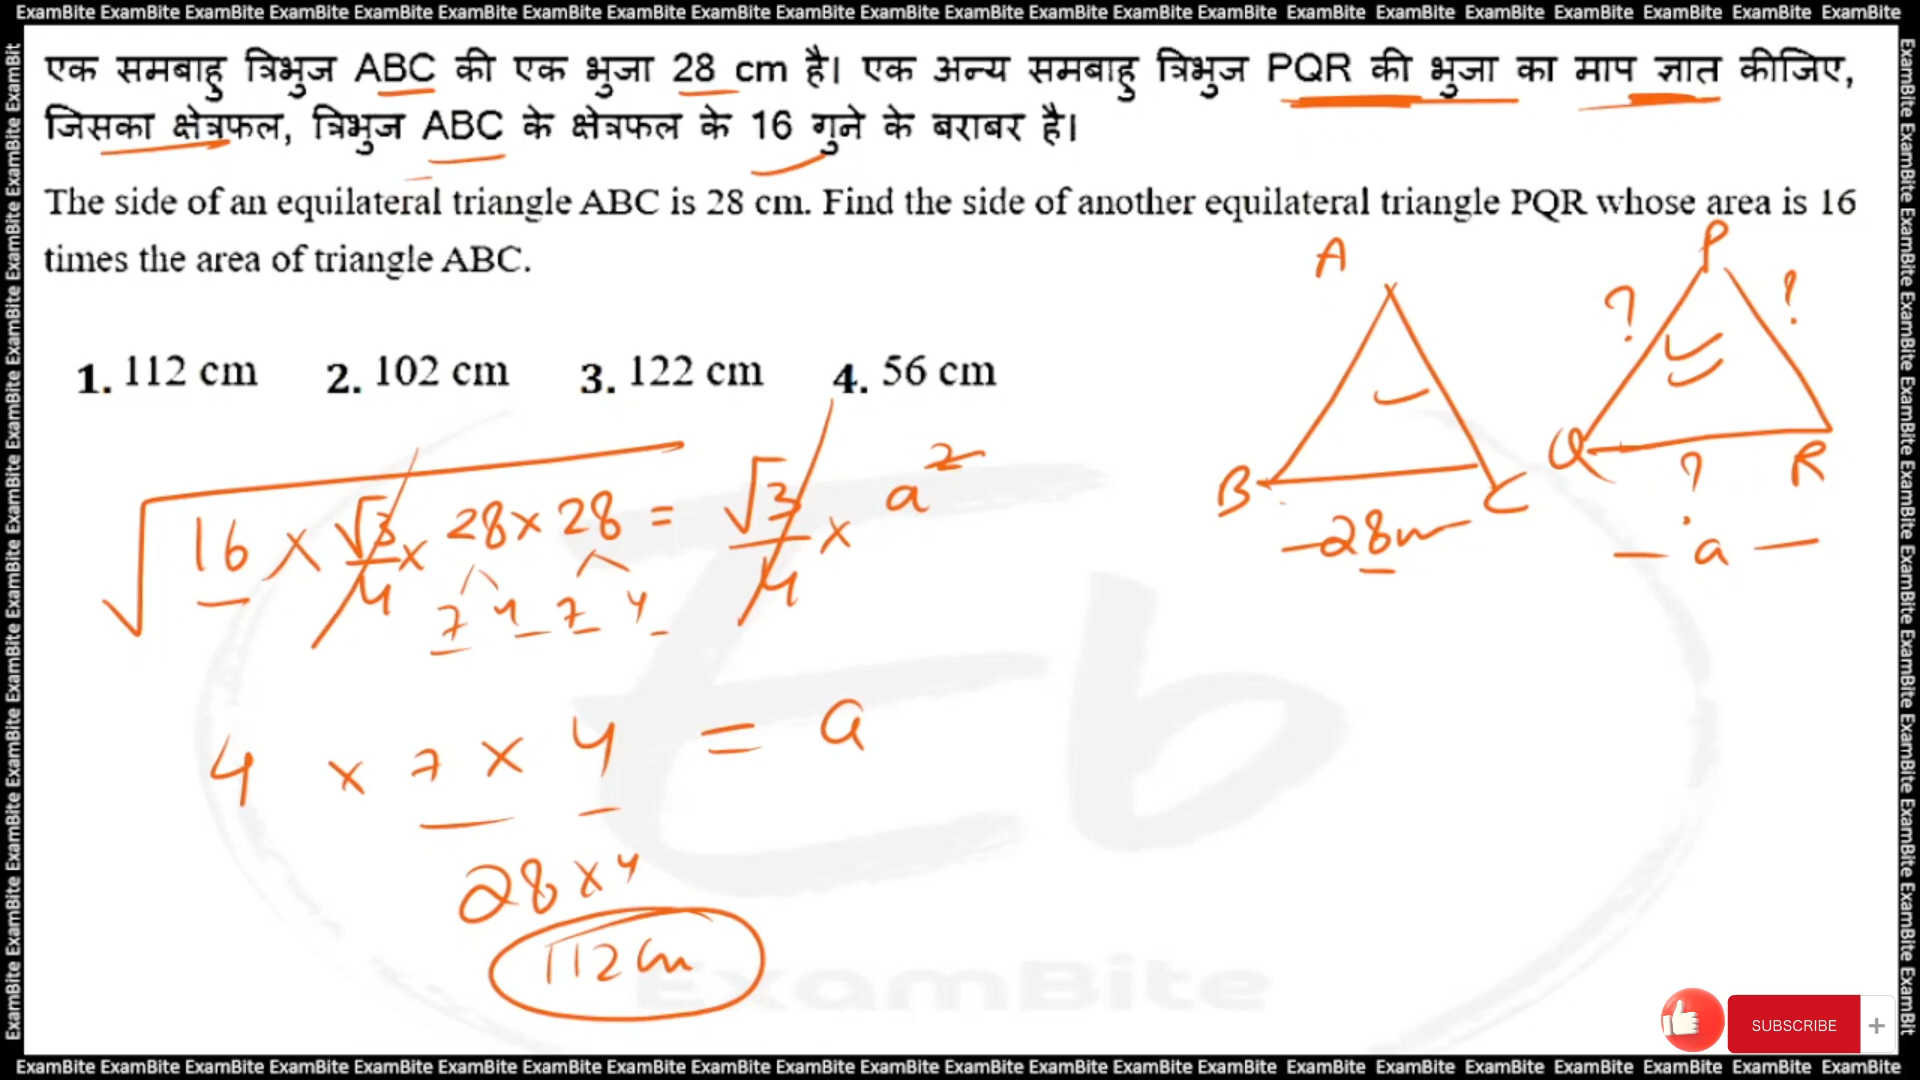 ExamBite ExamBite ExamBite ExamBite ExamBite ExamBite ExamBite ExamBite ExamBite ExamBite ExamBite ExamBite ExamBite ExamBite ExamBite ExamBite ExamBite ExamBite ExamBite ExamBite ExamBite ExamBite
एक समबाहु त्रिभुज ABC की एक भुजा 28 cm है। एक अन्य समबाहु त्रिभुज PQR की भुजा का माप ज्ञात कीजिए,
जिसका क्षेत्रफल, त्रिभुज ABC के क्षेत्रफल के 16 गुने के बराबर है।
The side of an equilateral triangle ABC is 28 cm. Find the side of another equilateral triangle PQR whose area is 16
times the area of triangle ABC.
1. 112 cm 2. 102 cm 3. 122 cm 4. 56 cm
A
P
? ?
B C Q R
?
28
a
√16 × √3/4 × 28 × 28 = √3/4 × a²
7 4 7 4
4 × 7 × 4 = a
28 × 4
112 cm
Eb
ExamBite
SUBSCRIBE +
ExamBite ExamBite ExamBite ExamBite ExamBite ExamBite ExamBite ExamBite ExamBite ExamBite ExamBite ExamBite ExamBite ExamBite ExamBite ExamBite ExamBite ExamBite ExamBite ExamBite ExamBite ExamBite